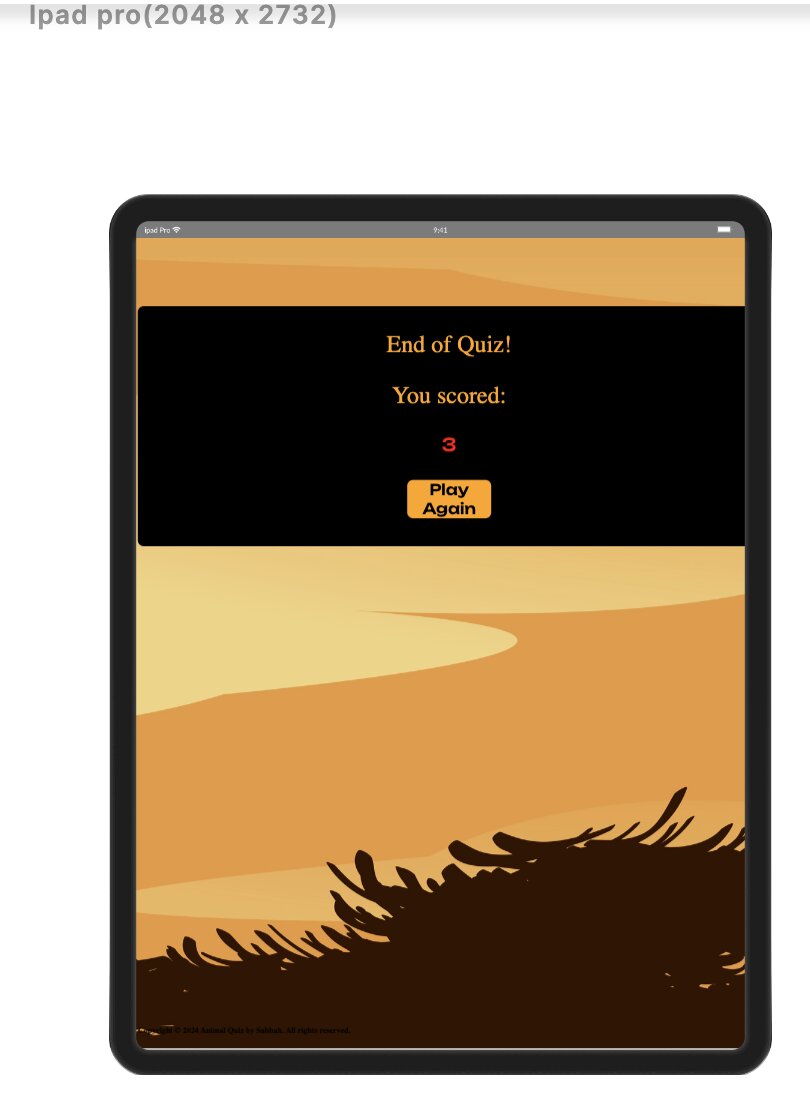 Ipad pro(2048 x 2732)
ipad Pro 9:41
End of Quiz!
You scored:
3
Play
Again
Copyright © 2024 Animal Quiz by Sabbah. All rights reserved.